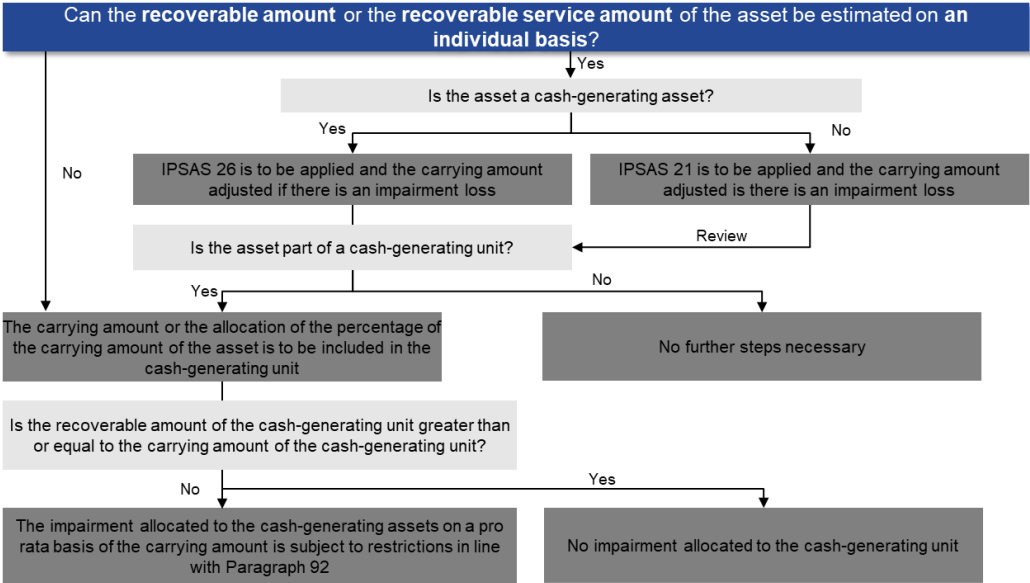 Can the recoverable amount or the recoverable service amount of the asset be estimated on an
individual basis?
Yes
Is the asset a cash-generating asset?
Yes
No
No
IPSAS 26 is to be applied and the carrying amount
adjusted if there is an impairment loss
IPSAS 21 is to be applied and the carrying amount
adjusted is there is an impairment loss
Is the asset part of a cash-generating unit?
Review
Yes
No
The carrying amount or the allocation of the percentage of
the carrying amount of the asset is to be included in the
cash-generating unit
No further steps necessary
Is the recoverable amount of the cash-generating unit greater than
or equal to the carrying amount of the cash-generating unit?
No
Yes
The impairment allocated to the cash-generating assets on a pro
rata basis of the carrying amount is subject to restrictions in line
with Paragraph 92
No impairment allocated to the cash-generating unit